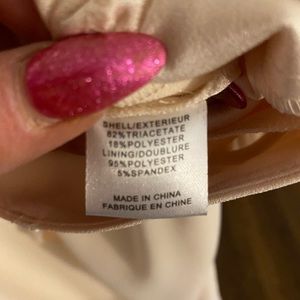 SHELL/EXTERIEUR
82%TRIACETATE
18%POLYESTER
LINING/DOUBLURE
95%POLYESTER
5%SPANDEX
MADE IN CHINA
FABRIQUE EN CHINE